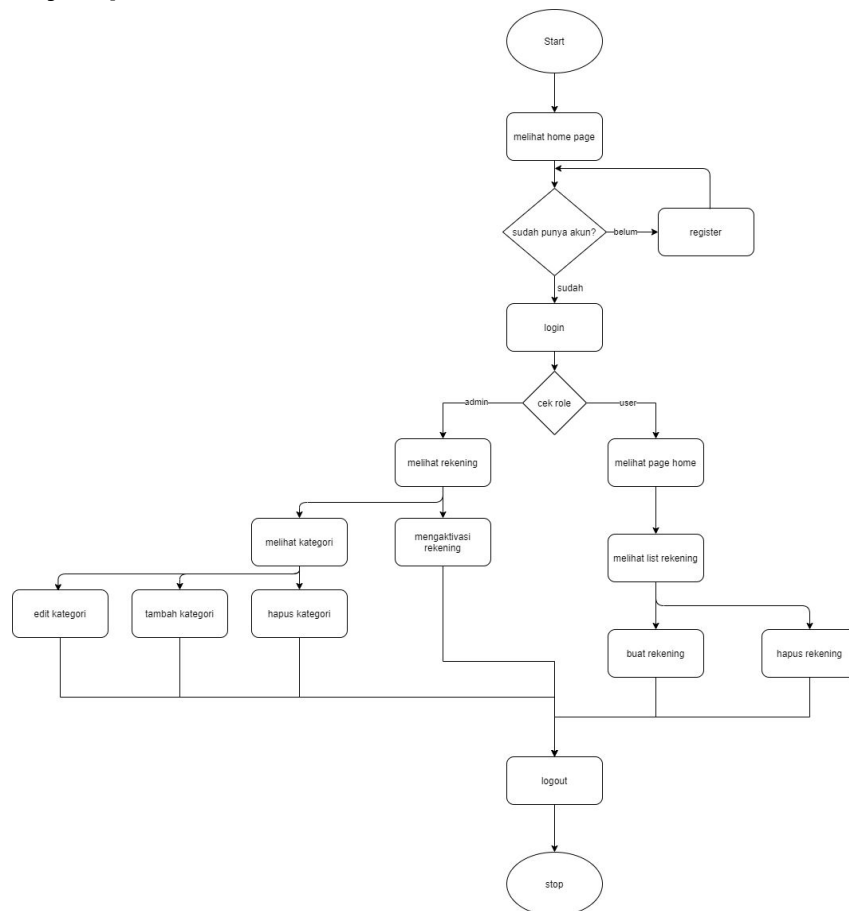 Start
melihat home page
sudah punya akun?
belum
register
sudah
login
cek role
admin
user
melihat rekening
melihat page home
melihat kategori
mengaktivasi
rekening
melihat list rekening
edit kategori
tambah kategori
hapus kategori
buat rekening
hapus rekening
logout
stop